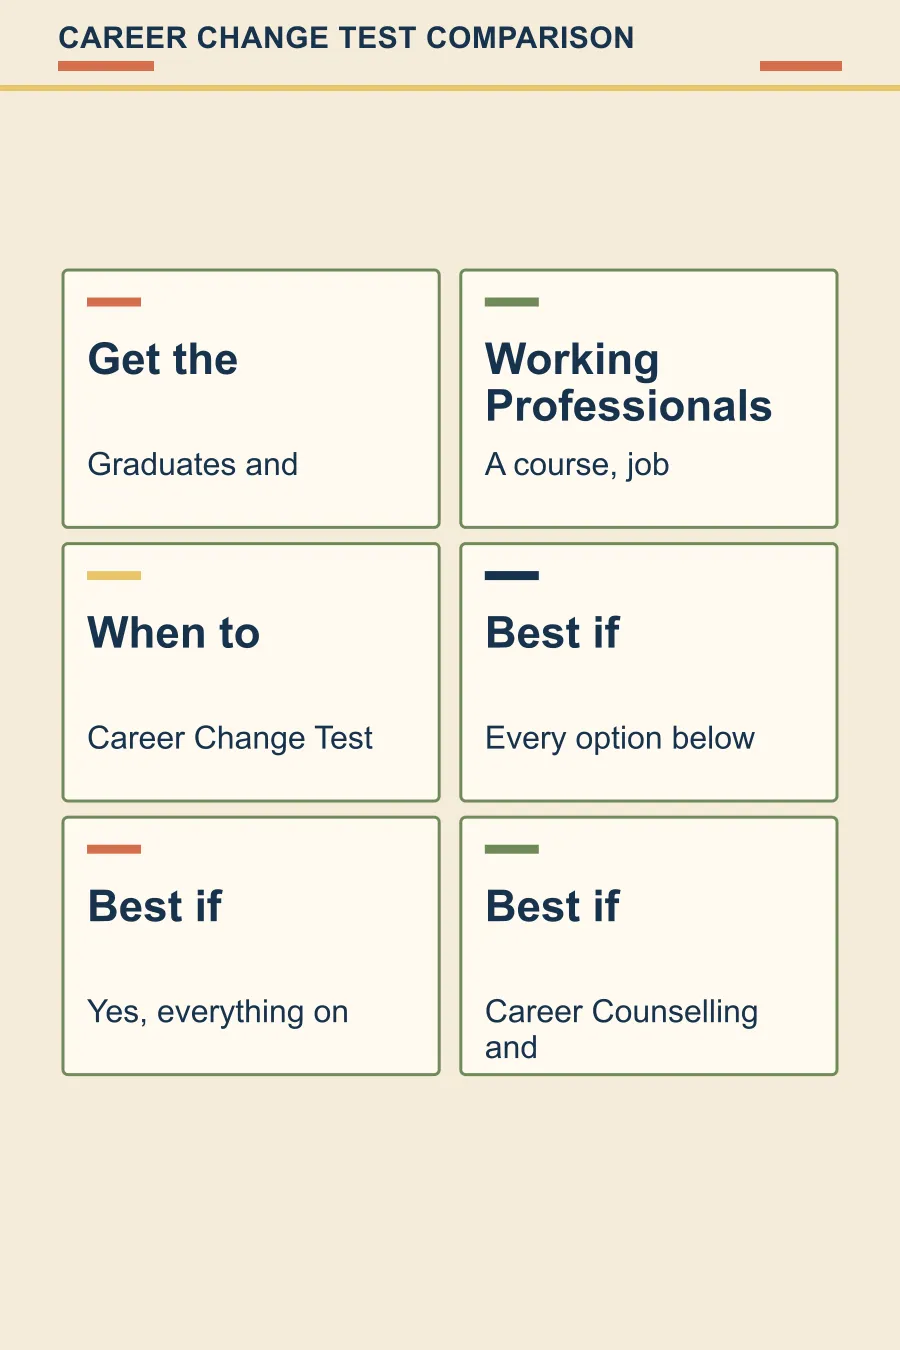 CAREER CHANGE TEST COMPARISON
Get the
Graduates and
Working
Professionals
A course, job
When to
Career Change Test
Best if
Every option below
Best if
Yes, everything on
Best if
Career Counselling
and